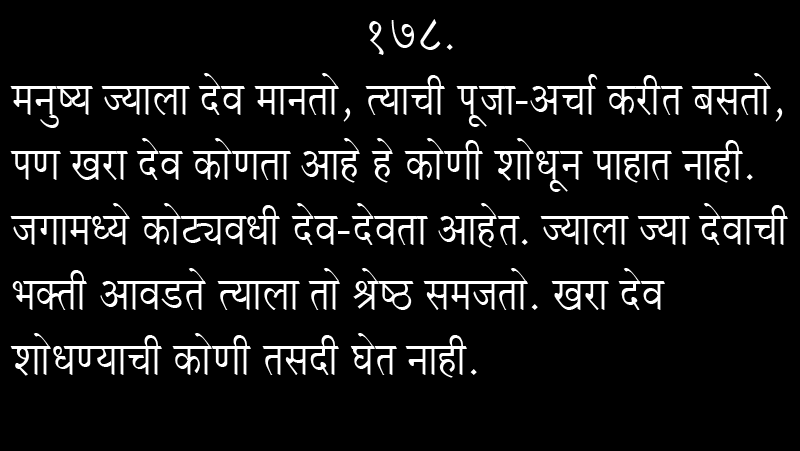 १७८.
मनुष्य ज्याला देव मानतो, त्याची पूजा-अर्चा करीत बसतो,
पण खरा देव कोणता आहे हे कोणी शोधून पाहात नाही.
जगामध्ये कोट्यवधी देव-देवता आहेत. ज्याला ज्या देवाची
भक्ती आवडते त्याला तो श्रेष्ठ समजतो. खरा देव
शोधण्याची कोणी तसदी घेत नाही.